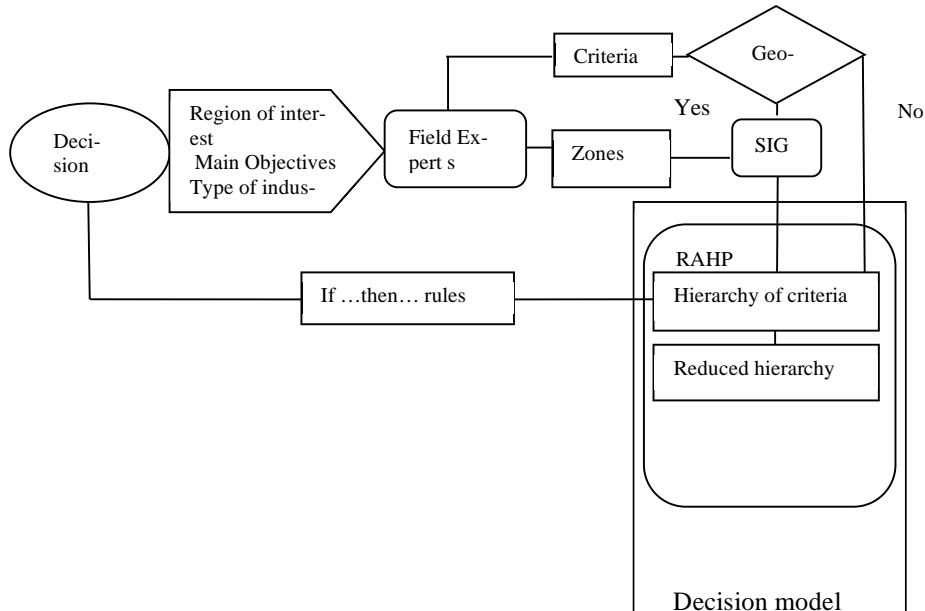 Deci-
sion
Region of inter-
est
Main Objectives
Type of indus-
Field Ex-
pert s
Criteria
Geo-
Yes
No
Zones
SIG
If …then… rules
RAHP
Hierarchy of criteria
Reduced hierarchy
Decision model